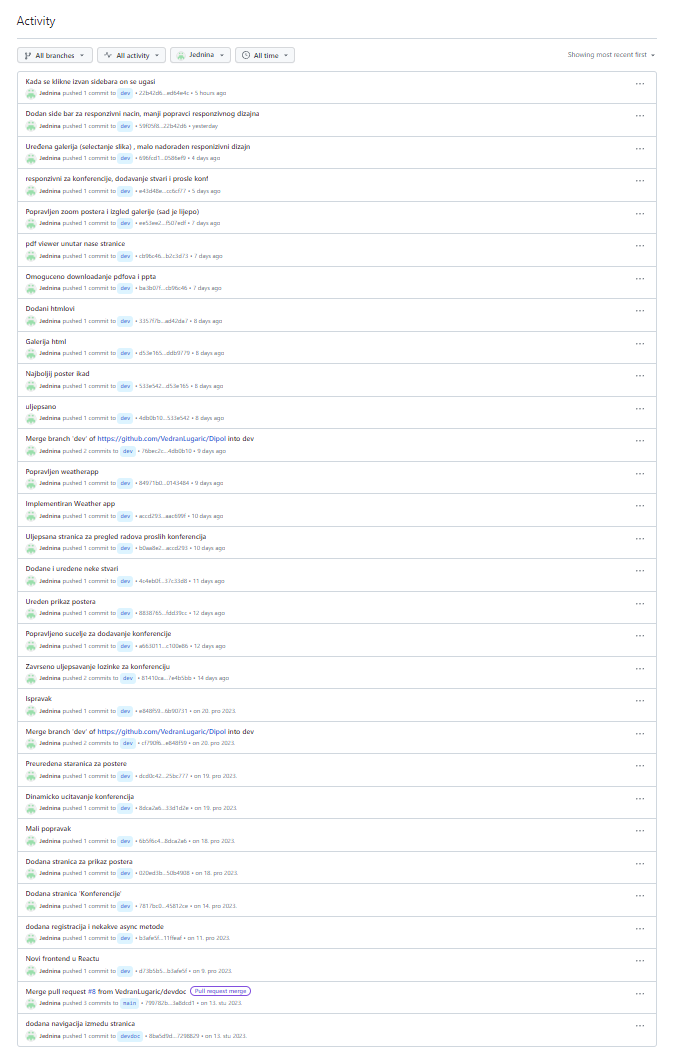 Activity
All branches
All activity
Jednina
All time
Showing most recent first
Kada se klikne izvan sidebara on se ugasi
Jednina pushed 1 commit to dev • 22b42d6...ed64e4c • 5 hours ago
Dodan side bar za responzivni nacin, manji popravci responzivnog dizajna
Jednina pushed 1 commit to dev • 59f05f8...22b42d6 • yesterday
Uređena galerija (selectanje slika) , malo nadoraden responizivni dizajn
Jednina pushed 1 commit to dev • 696fcd1...0586ef9 • 4 days ago
responzivni za konferencije, dodavanje stvari i prosle konf
Jednina pushed 1 commit to dev • e43d48e...cc6cf77 • 5 days ago
Popravljen zoom postera i izgled galerije (sad je lijepo)
Jednina pushed 1 commit to dev • ee53ee2...f507edf • 7 days ago
pdf viewer unutar nase stranice
Jednina pushed 1 commit to dev • cb96c46...b2c3d73 • 7 days ago
Omoguceno downloadanje pdfova i ppta
Jednina pushed 1 commit to dev • ba3b07f...cb96c46 • 7 days ago
Dodani htmlovi
Jednina pushed 1 commit to dev • 3357f7b...ad42da7 • 8 days ago
Galerija html
Jednina pushed 1 commit to dev • d53e165...ddb9779 • 8 days ago
Najboljij poster ikad
Jednina pushed 1 commit to dev • 533e542...d53e165 • 8 days ago
uljepsano
Jednina pushed 1 commit to dev • 4db0b10...533e542 • 8 days ago
Merge branch 'dev' of https://github.com/VedranLugaric/Dipol into dev
Jednina pushed 2 commits to dev • 76bec2c...4db0b10 • 9 days ago
Popravljen weatherapp
Jednina pushed 1 commit to dev • 84971b0...0143484 • 9 days ago
Implementiran Weather app
Jednina pushed 1 commit to dev • accd293...aac699f • 10 days ago
Uljepsana stranica za pregled radova proslih konferencija
Jednina pushed 1 commit to dev • b0aa8e2...accd293 • 10 days ago
Dodane i uredene neke stvari
Jednina pushed 1 commit to dev • 4c4eb0f...37c33d8 • 11 days ago
Ureden prikaz postera
Jednina pushed 1 commit to dev • 8838765...fdd39cc • 12 days ago
Popravljeno sucelje za dodavanje konferencije
Jednina pushed 1 commit to dev • a663011...c100e66 • 12 days ago
Zavrseno uljepsavanje lozinke za konferenciju
Jednina pushed 2 commits to dev • 81410ca...7e4b5bb • 14 days ago
Ispravak
Jednina pushed 1 commit to dev • e848f59...6b90731 • on 20. pro 2023.
Merge branch 'dev' of https://github.com/VedranLugaric/Dipol into dev
Jednina pushed 2 commits to dev • cf790f6...e848f59 • on 20. pro 2023.
Preuredena staranica za postere
Jednina pushed 1 commit to dev • dcd0c42...25bc777 • on 19. pro 2023.
Dinamicko ucitavanje konferencija
Jednina pushed 1 commit to dev • 8dca2a6...33d1d2e • on 19. pro 2023.
Mali popravak
Jednina pushed 1 commit to dev • 6b5f6c4...8dca2a6 • on 18. pro 2023.
Dodana stranica za prikaz postera
Jednina pushed 1 commit to dev • 020ed3b...50b4908 • on 18. pro 2023.
Dodana stranica 'Konferencije'
Jednina pushed 1 commit to dev • 7817bc0...45812ce • on 14. pro 2023.
dodana registracija i nekakve async metode
Jednina pushed 1 commit to dev • b3afe5f...11ffeaf • on 11. pro 2023.
Novi frontend u Reactu
Jednina pushed 1 commit to dev • d73b5b5...b3afe5f • on 9. pro 2023.
Merge pull request #8 from VedranLugaric/devdoc Pull request merge
Jednina pushed 3 commits to main • 799782b...3a8dcd1 • on 13. stu 2023.
dodana navigacija izmedu stranica
Jednina pushed 1 commit to devdoc • 8ba5d9d...7298629 • on 13. stu 2023.